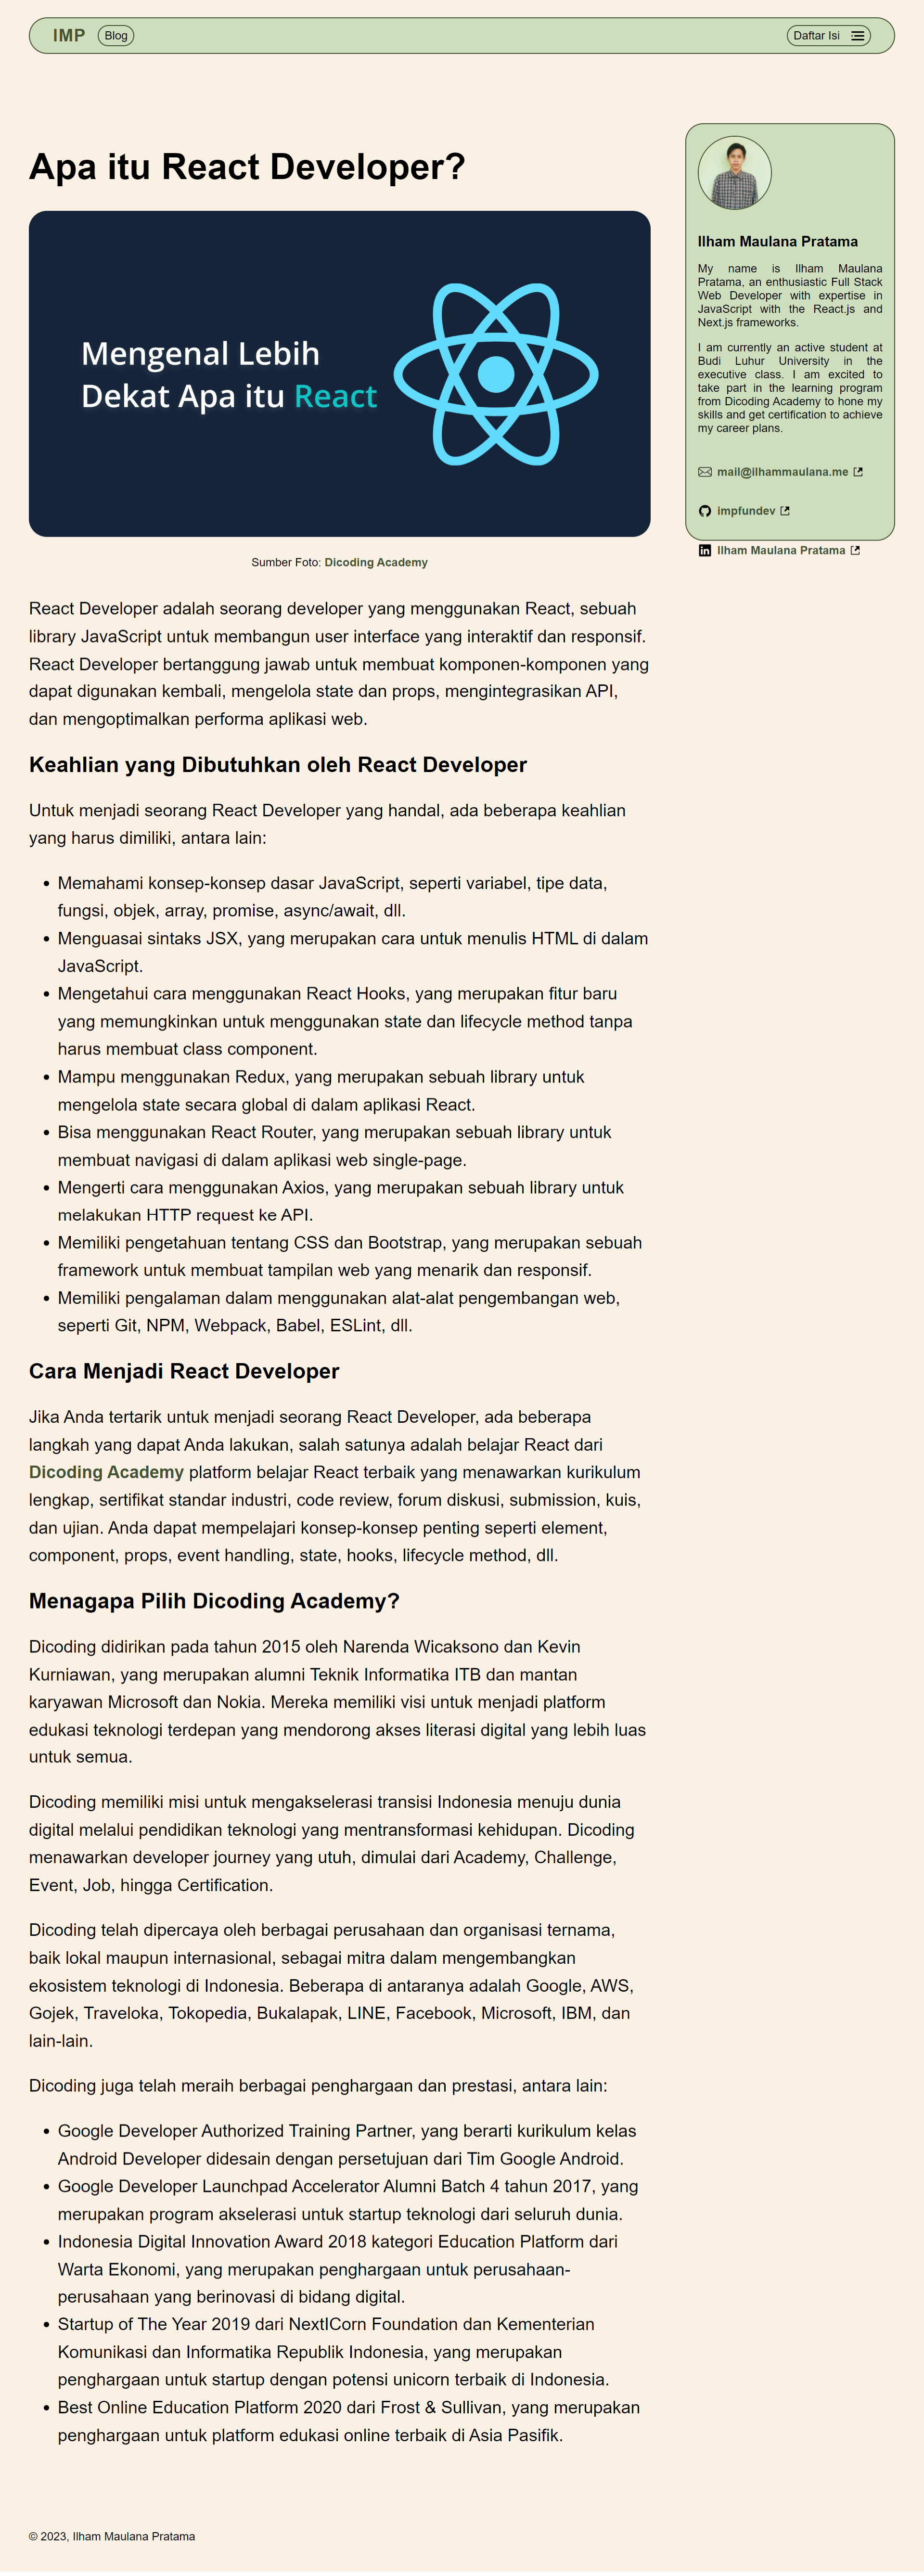 IMP
Blog
Daftar Isi
Apa itu React Developer?
Mengenal Lebih
Dekat Apa itu React
Sumber Foto: Dicoding Academy
React Developer adalah seorang developer yang menggunakan React, sebuah
library JavaScript untuk membangun user interface yang interaktif dan responsif.
React Developer bertanggung jawab untuk membuat komponen-komponen yang
dapat digunakan kembali, mengelola state dan props, mengintegrasikan API,
dan mengoptimalkan performa aplikasi web.
Keahlian yang Dibutuhkan oleh React Developer
Untuk menjadi seorang React Developer yang handal, ada beberapa keahlian
yang harus dimiliki, antara lain:
• Memahami konsep-konsep dasar JavaScript, seperti variabel, tipe data,
fungsi, objek, array, promise, async/await, dll.
• Menguasai sintaks JSX, yang merupakan cara untuk menulis HTML di dalam
JavaScript.
• Mengetahui cara menggunakan React Hooks, yang merupakan fitur baru
yang memungkinkan untuk menggunakan state dan lifecycle method tanpa
harus membuat class component.
• Mampu menggunakan Redux, yang merupakan sebuah library untuk
mengelola state secara global di dalam aplikasi React.
• Bisa menggunakan React Router, yang merupakan sebuah library untuk
membuat navigasi di dalam aplikasi web single-page.
• Mengerti cara menggunakan Axios, yang merupakan sebuah library untuk
melakukan HTTP request ke API.
• Memiliki pengetahuan tentang CSS dan Bootstrap, yang merupakan sebuah
framework untuk membuat tampilan web yang menarik dan responsif.
• Memiliki pengalaman dalam menggunakan alat-alat pengembangan web,
seperti Git, NPM, Webpack, Babel, ESLint, dll.
Cara Menjadi React Developer
Jika Anda tertarik untuk menjadi seorang React Developer, ada beberapa
langkah yang dapat Anda lakukan, salah satunya adalah belajar React dari
Dicoding Academy platform belajar React terbaik yang menawarkan kurikulum
lengkap, sertifikat standar industri, code review, forum diskusi, submission, kuis,
dan ujian. Anda dapat mempelajari konsep-konsep penting seperti element,
component, props, event handling, state, hooks, lifecycle method, dll.
Menagapa Pilih Dicoding Academy?
Dicoding didirikan pada tahun 2015 oleh Narenda Wicaksono dan Kevin
Kurniawan, yang merupakan alumni Teknik Informatika ITB dan mantan
karyawan Microsoft dan Nokia. Mereka memiliki visi untuk menjadi platform
edukasi teknologi terdepan yang mendorong akses literasi digital yang lebih luas
untuk semua.
Dicoding memiliki misi untuk mengakselerasi transisi Indonesia menuju dunia
digital melalui pendidikan teknologi yang mentransformasi kehidupan. Dicoding
menawarkan developer journey yang utuh, dimulai dari Academy, Challenge,
Event, Job, hingga Certification.
Dicoding telah dipercaya oleh berbagai perusahaan dan organisasi ternama,
baik lokal maupun internasional, sebagai mitra dalam mengembangkan
ekosistem teknologi di Indonesia. Beberapa di antaranya adalah Google, AWS,
Gojek, Traveloka, Tokopedia, Bukalapak, LINE, Facebook, Microsoft, IBM, dan
lain-lain.
Dicoding juga telah meraih berbagai penghargaan dan prestasi, antara lain:
• Google Developer Authorized Training Partner, yang berarti kurikulum kelas
Android Developer didesain dengan persetujuan dari Tim Google Android.
• Google Developer Launchpad Accelerator Alumni Batch 4 tahun 2017, yang
merupakan program akselerasi untuk startup teknologi dari seluruh dunia.
• Indonesia Digital Innovation Award 2018 kategori Education Platform dari
Warta Ekonomi, yang merupakan penghargaan untuk perusahaan-
perusahaan yang berinovasi di bidang digital.
• Startup of The Year 2019 dari NextICorn Foundation dan Kementerian
Komunikasi dan Informatika Republik Indonesia, yang merupakan
penghargaan untuk startup dengan potensi unicorn terbaik di Indonesia.
• Best Online Education Platform 2020 dari Frost & Sullivan, yang merupakan
penghargaan untuk platform edukasi online terbaik di Asia Pasifik.
Ilham Maulana Pratama
My name is Ilham Maulana
Pratama, an enthusiastic Full Stack
Web Developer with expertise in
JavaScript with the React.js and
Next.js frameworks.
I am currently an active student at
Budi Luhur University in the
executive class. I am excited to
take part in the learning program
from Dicoding Academy to hone my
skills and get certification to achieve
my career plans.
mail@ilhammaulana.me
impfundev
Ilham Maulana Pratama
© 2023, Ilham Maulana Pratama